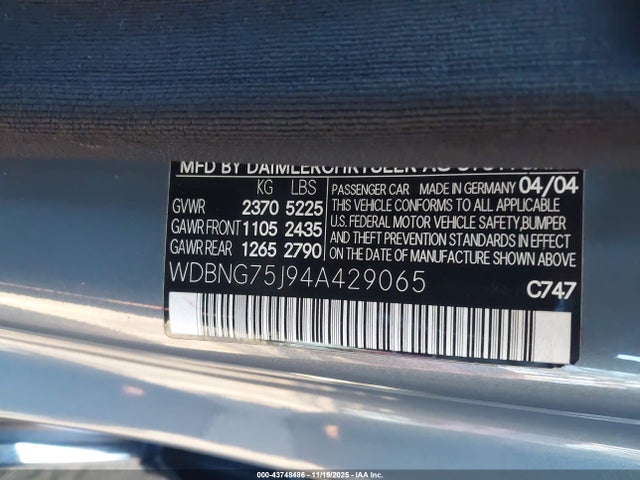 MFD BY DAIMLERCHRYSLER AG
KG LBS
GVWR 2370 5225
GAWR FRONT 1105 2435
GAWR REAR 1265 2790
PASSENGER CAR MADE IN GERMANY 04/04
THIS VEHICLE CONFORMS TO ALL APPLICABLE
U.S. FEDERAL MOTOR VEHICLE SAFETY, BUMPER
AND THEFT PREVENTION STANDARDS IN EFFECT
ON THE DATE OF MANUFACTURE SHOWN ABOVE.
WDBNG75J94A429065
C747
000-43748486 - 11/19/2025 - IAAI